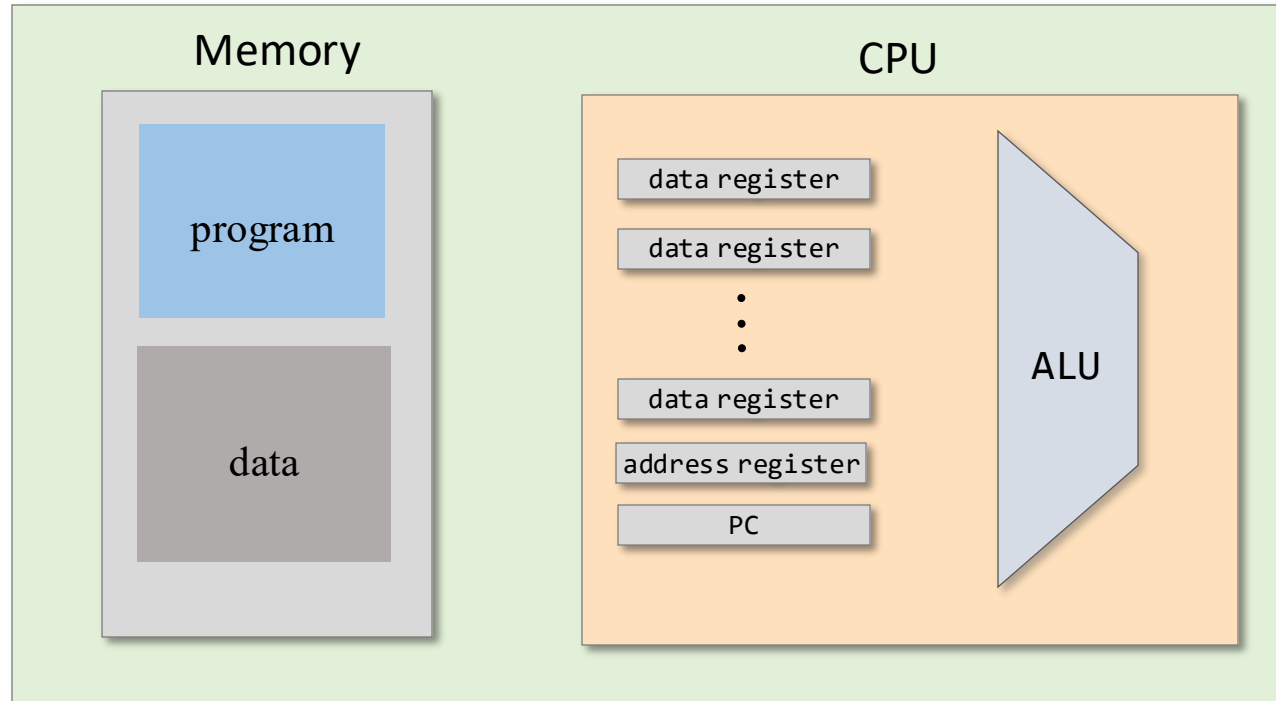 Memory
program
data
CPU
data register
data register
data register
address register
PC
ALU